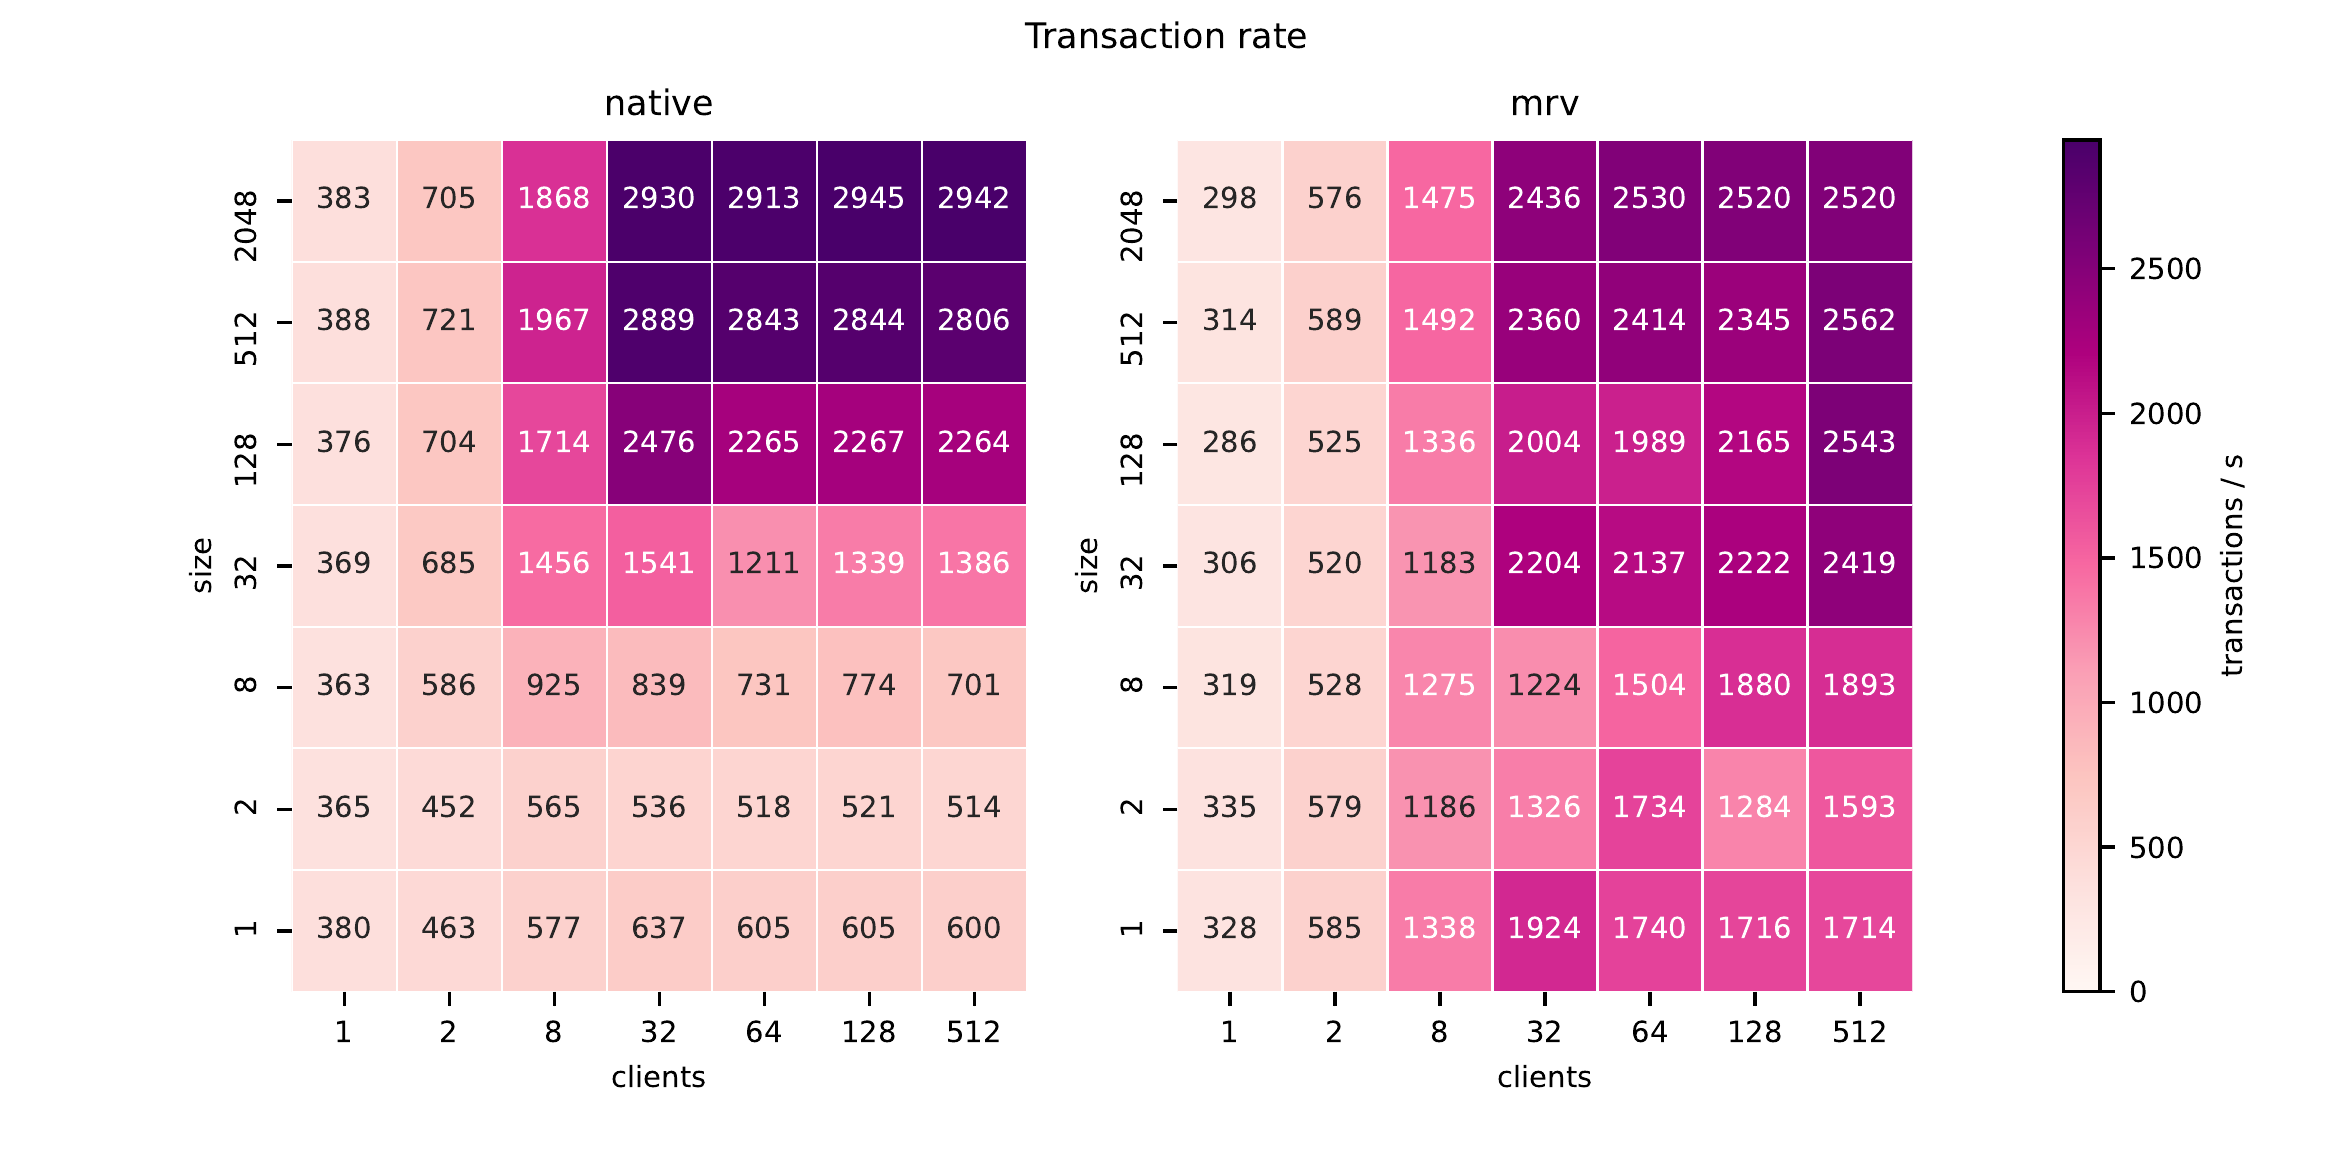 Transaction rate
native
2048 383 705 1868 2930 2913 2945 2942
512 388 721 1967 2889 2843 2844 2806
128 376 704 1714 2476 2265 2267 2264
32 369 685 1456 1541 1211 1339 1386
8 363 586 925 839 731 774 701
2 365 452 565 536 518 521 514
1 380 463 577 637 605 605 600
size
1 2 8 32 64 128 512
clients
mrv
2048 298 576 1475 2436 2530 2520 2520
512 314 589 1492 2360 2414 2345 2562
128 286 525 1336 2004 1989 2165 2543
32 306 520 1183 2204 2137 2222 2419
8 319 528 1275 1224 1504 1880 1893
2 335 579 1186 1326 1734 1284 1593
1 328 585 1338 1924 1740 1716 1714
size
1 2 8 32 64 128 512
clients
2500
2000
1500
1000
500
0
transactions / s